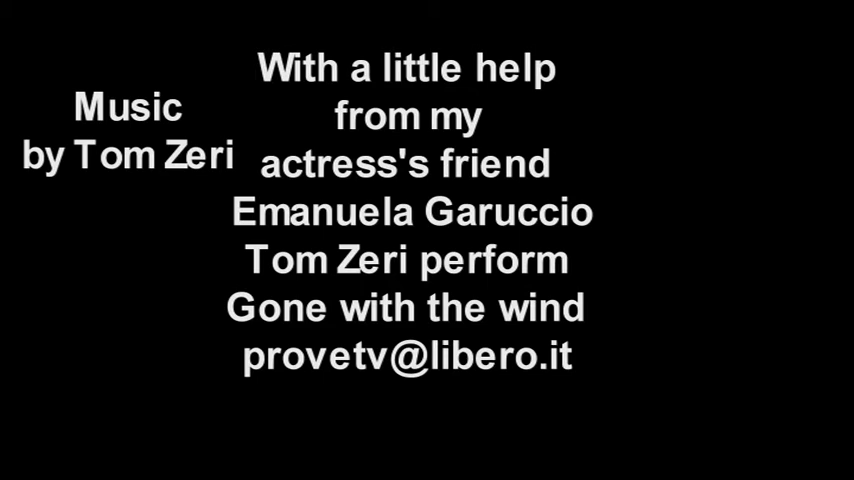 Music
by Tom Zeri
With a little help
from my
actress's friend
Emanuela Garuccio
Tom Zeri perform
Gone with the wind
provetv@libero.it